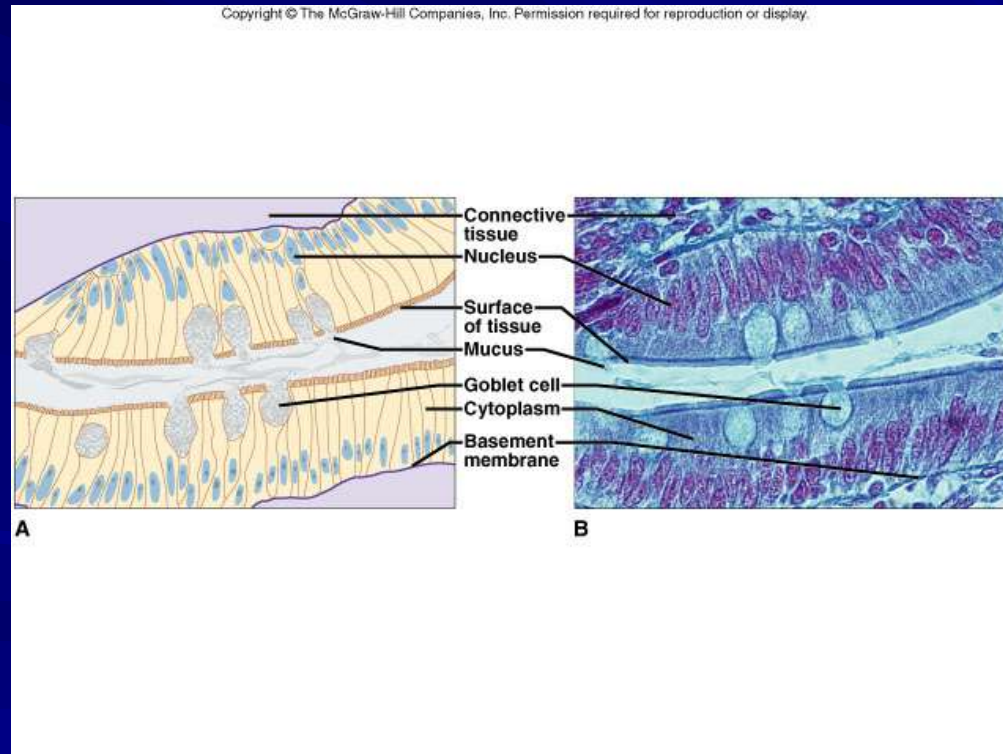 Copyright © The McGraw-Hill Companies, Inc. Permission required for reproduction or display.
Connective
tissue
Nucleus
Surface
of tissue
Mucus
Goblet cell
Cytoplasm
Basement
membrane
A
B